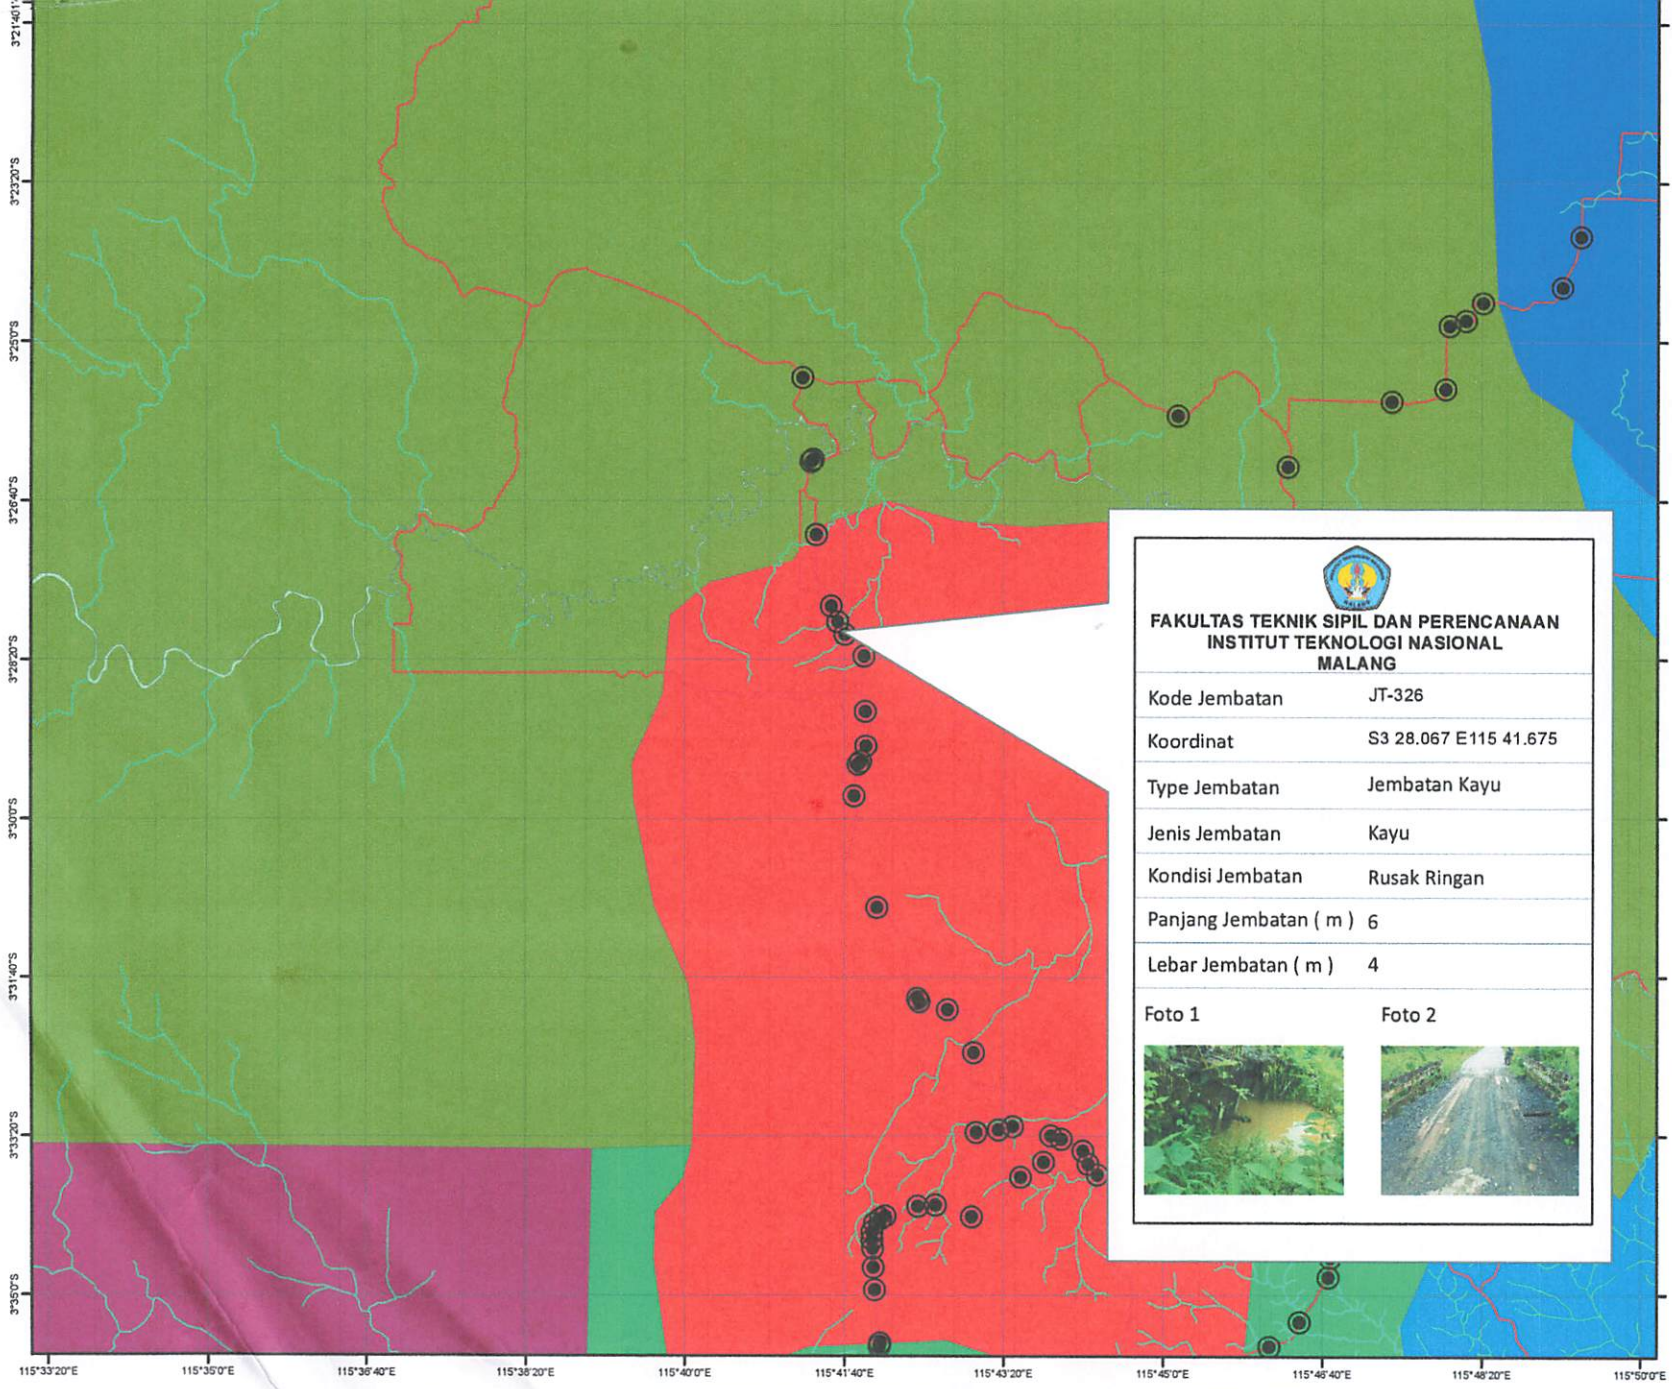 3°21'40"
3°23'20"S
3°25'0"S
3°26'40"S
3°28'20"S
3°30'0"S
3°31'40"S
3°33'20"S
3°35'0"S
MALANG
FAKULTAS TEKNIK SIPIL DAN PERENCANAAN
INSTITUT TEKNOLOGI NASIONAL
MALANG
Kode Jembatan JT-326
Koordinat S3 28.067 E115 41.675
Type Jembatan Jembatan Kayu
Jenis Jembatan Kayu
Kondisi Jembatan Rusak Ringan
Panjang Jembatan ( m ) 6
Lebar Jembatan ( m ) 4
Foto 1 Foto 2
115°33'20"E 115°35'0"E 115°36'40"E 115°38'20"E 115°40'0"E 115°41'40"E 115°43'20"E 115°45'0"E 115°46'40"E 115°48'20"E 115°50'0"E